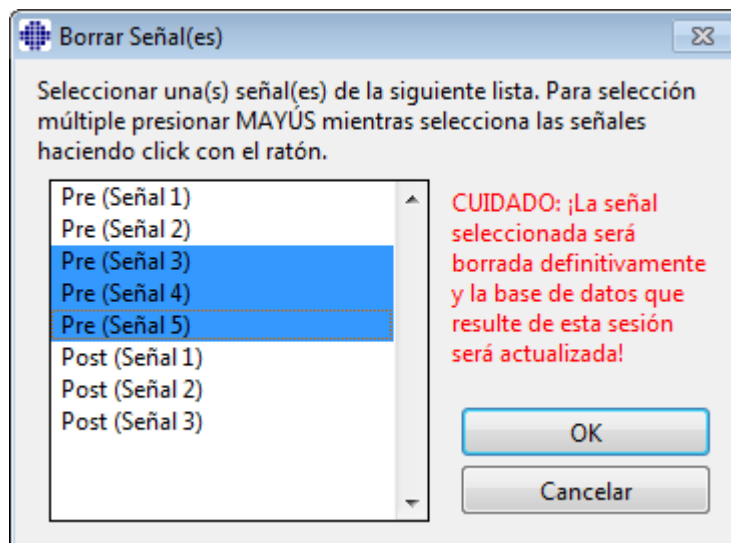 Borrar Señal(es)
Seleccionar una(s) señal(es) de la siguiente lista. Para selección
múltiple presionar MAYÚS mientras selecciona las señales
haciendo click con el ratón.
Pre (Señal 1)
Pre (Señal 2)
Pre (Señal 3)
Pre (Señal 4)
Pre (Señal 5)
Post (Señal 1)
Post (Señal 2)
Post (Señal 3)
CUIDADO: ¡La señal
seleccionada será
borrada definitivamente
y la base de datos que
resulte de esta sesión
será actualizada!
OK
Cancelar